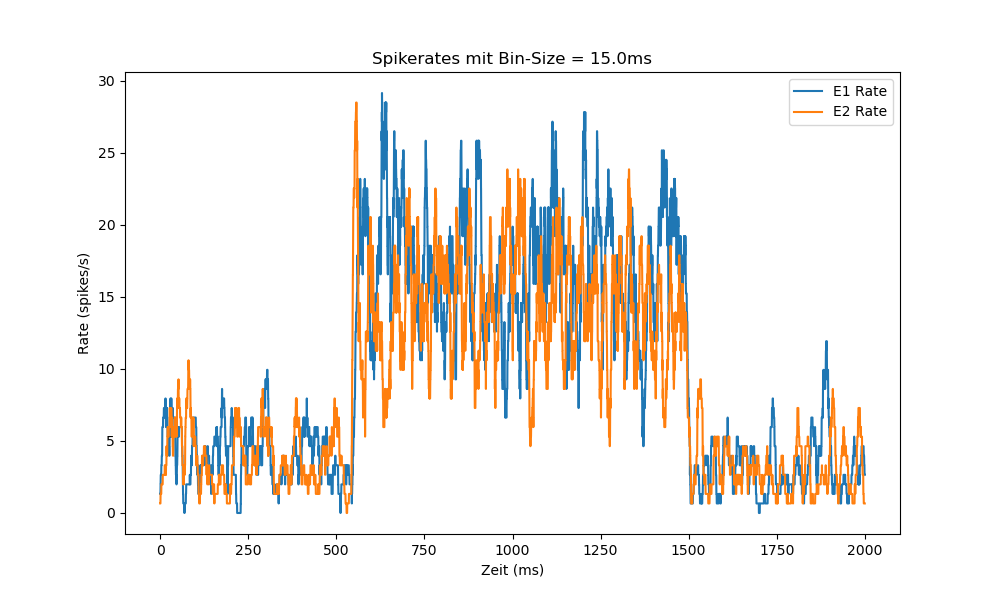 Spikerates mit Bin-Size = 15.0ms
E1 Rate
E2 Rate
30
25
20
15
10
5
0
Rate (spikes/s)
0 250 500 750 1000 1250 1500 1750 2000
Zeit (ms)